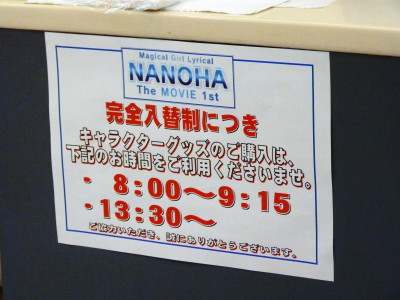 Magical Girl Lyrical
NANOHA
The MOVIE 1st
完全入替制につき
キャラクターグッズのご購入は、
下記のお時間をご利用くださいませ。
- 8:00～9:15
- 13:30～
ご協力いただき、誠にありがとうございます。